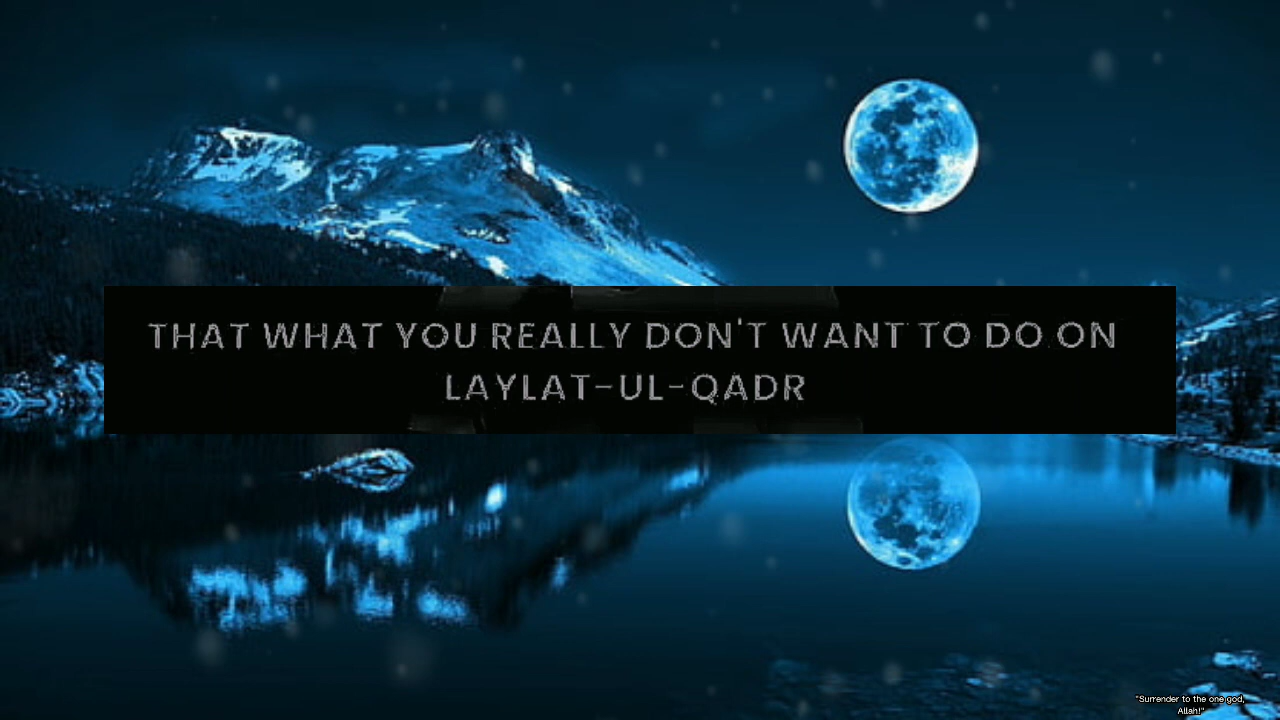 THAT WHAT YOU REALLY DON'T WANT TO DO ON
LAYLAT-UL-QADR
"Surrender to the one god,
Allah!"